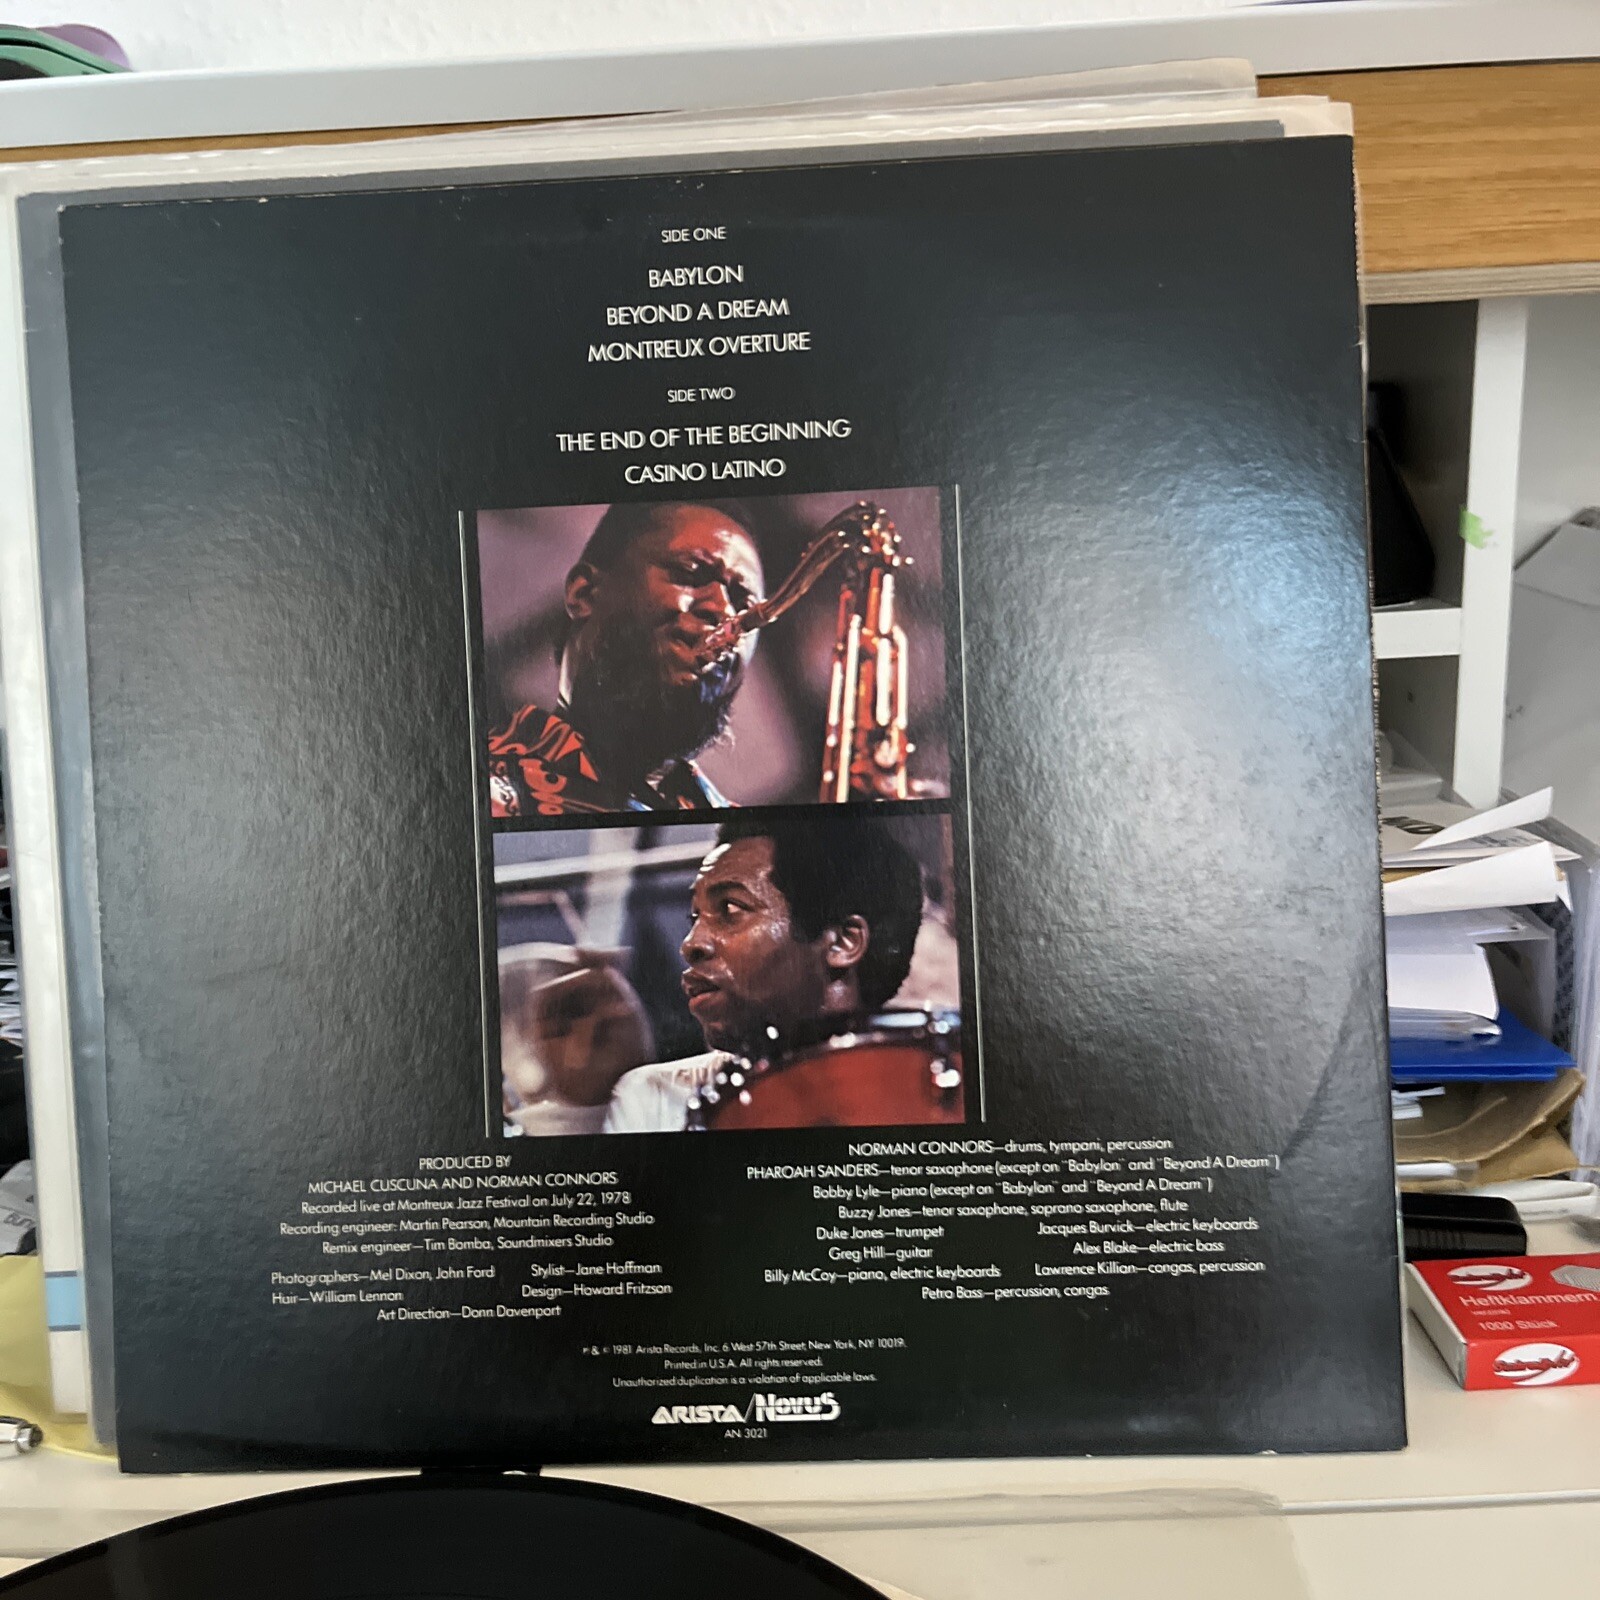 SIDE ONE
BABYLON
BEYOND A DREAM
MONTREUX OVERTURE
SIDE TWO
THE END OF THE BEGINNING
CASINO LATINO
PRODUCED BY
MICHAEL CUSCUNA AND NORMAN CONNORS
Recorded live at Montreux Jazz Festival on July 22, 1978
Recording engineer: Martin Pearson, Mountain Recording Studio
Remix engineer—Tim Bomba, Soundmixers Studio
Photographers—Mel Dixon, John Ford
Stylist—Jane Hoffman
Hair—William Lennon
Design—Howard Fritzson
Art Direction—Donn Davenport
NORMAN CONNORS—drums, tympani, percussion
PHAROAH SANDERS—tenor saxophone (except on "Babylon" and "Beyond A Dream")
Bobby Lyle—piano (except on "Babylon" and "Beyond A Dream")
Buzzy Jones—tenor saxophone, soprano saxophone, flute
Duke Jones—trumpet
Jacques Burvick—electric keyboards
Greg Hill—guitar
Alex Blake—electric bass
Billy McCoy—piano, electric keyboards
Lawrence Killian—congas, percussion
Petro Bass—percussion, congas
℗ & © 1981 Arista Records, Inc. 6 West 57th Street, New York, NY 10019.
Printed in U.S.A. All rights reserved.
Unauthorized duplication is a violation of applicable laws.
ARISTA/NOVUS
AN 3021
Heftklammern
1000 Stück